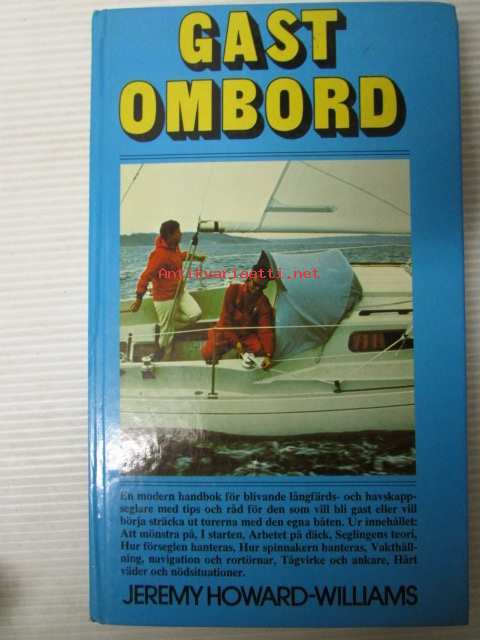 GAST
OMBORD
Antikvariaatti.net
En modern handbok för blivande långfärds- och havskapp-
seglare med tips och råd för den som vill bli gast eller vill
börja sträcka ut turerna med den egna båten. Ur innehållet:
Att mönstra på, I starten, Arbetet på däck, Seglingens teori,
Hur förseglen hanteras, Hur spinnakern hanteras, Vakthåll-
ning, navigation och rortörnar, Tågvirke och ankare, Hårt
väder och nödsituationer.
JEREMY HOWARD-WILLIAMS